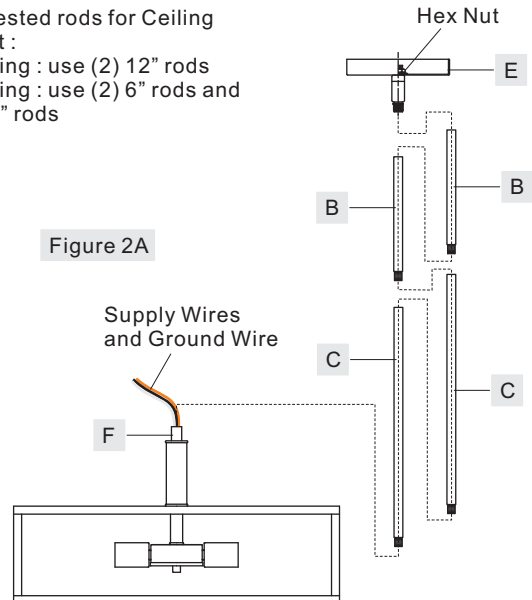 ested rods for Ceiling
t :
ing : use (2) 12” rods
ing : use (2) 6” rods and
” rods
Hex Nut
E
B
B
Figure 2A
Supply Wires
and Ground Wire
C
C
F